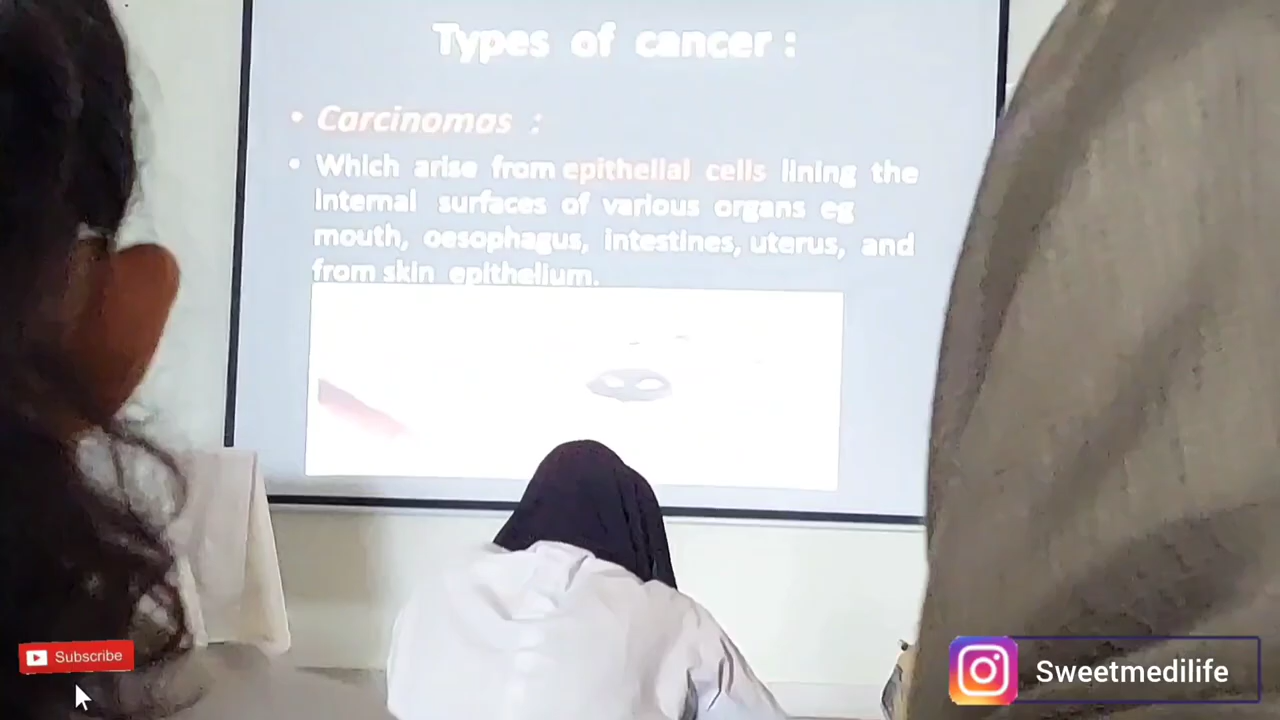 Types of cancer :
• Carcinomas :
• Which arise from epithelial cells lining the
internal surfaces of various organs eg
mouth, oesophagus, intestines, uterus, and
from skin epithelium.
Subscribe
Sweetmedilife